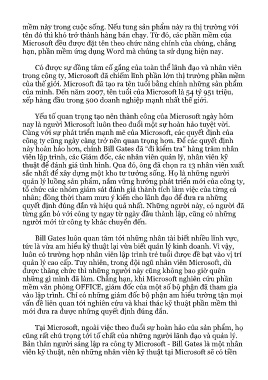 mềm này trong cuộc sống. Nếu tung sản phẩm này ra thị trường với
tên đó thì khó trở thành hàng bán chạy. Từ đó, các phần mềm của
Microsoft đều được đặt tên theo chức năng chính của chúng, chẳng
hạn, phần mềm ứng dụng Word mà chúng ta sử dụng hiện nay.
Có được sự đồng tâm cố gắng của toàn thể lãnh đạo và nhân viên
trong công ty, Microsoft đã chiếm lĩnh phần lớn thị trường phần mềm
của thế giới. Microsoft đã tạo ra tên tuổi bằng chính những sản phẩm
của mình. Đến năm 2007, tên tuổi của Microsoft là 54 tỷ 951 triệu,
xếp hàng đầu trong 500 doanh nghiệp mạnh nhất thế giới.
Yếu tố quan trọng tạo nên thành công của Microsoft ngày hôm
nay là người Microsoft luôn theo đuổi một sự hoàn hảo tuyệt vời.
Cùng với sự phát triển mạnh mẽ của Microsoft, các quyết định của
công ty cũng ngày càng trở nên quan trọng hơn. Để các quyết định
này hoàn hảo hơn, chính Bill Gates đã "đi kiểm tra" hàng trăm nhân
viên lập trình, các Giám đốc, các nhân viên quản lý, nhân viên kỹ
thuật để đánh giá tình hình. Qua đó, ông đã chọn ra 13 nhân viên xuất
sắc nhất để xây dựng một kho tư tưởng sống. Họ là những người
quản lý luồng sản phẩm, nắm vững hướng phát triển mới của công ty,
tổ chức các nhóm giám sát đánh giá thành tích làm việc của từng cá
nhân; đồng thời tham mưu ý kiến cho lãnh đạo để đưa ra những
quyết định đúng đắn và hiệu quả nhất. Những người này, có người đã
từng gắn bó với công ty ngay từ ngày đầu thành lập, cũng có những
người mới từ công ty khác chuyển đến.
Bill Gates luôn quan tâm tới những nhân tài biết nhiều lĩnh vực,
tức là vừa am hiểu kỹ thuật lại vừa biết quản lý kinh doanh. Vì vậy,
luôn có trường hợp nhân viên lập trình trẻ tuổi được đề bạt vào vị trí
quản lý cao cấp. Tuy nhiên, trong đội ngũ nhân viên Microsoft, dù
được thăng chức thì những người này cũng không bao giờ quên
những gì mình đã làm. Chẳng hạn, khi Microsoft nghiên cứu phần
mềm văn phòng OFFICE, giám đốc của một số bộ phận đã tham gia
vào lập trình. Chỉ có những giám đốc bộ phận am hiểu tường tận mọi
vấn đề liên quan tới nghiên cứu và khai thác kỹ thuật phần mềm thì
mới đưa ra được những quyết định đúng đắn.
Tại Microsoft, ngoài việc theo đuổi sự hoàn hảo của sản phẩm, họ
cũng rất chú trọng tới tố chất của những người lãnh đạo và quản lý.
Bản thân người sáng lập ra công ty Microsoft - Bill Gates là một nhân
viên kỹ thuật, nên những nhân viên kỹ thuật tại Microsoft sẽ có tiền